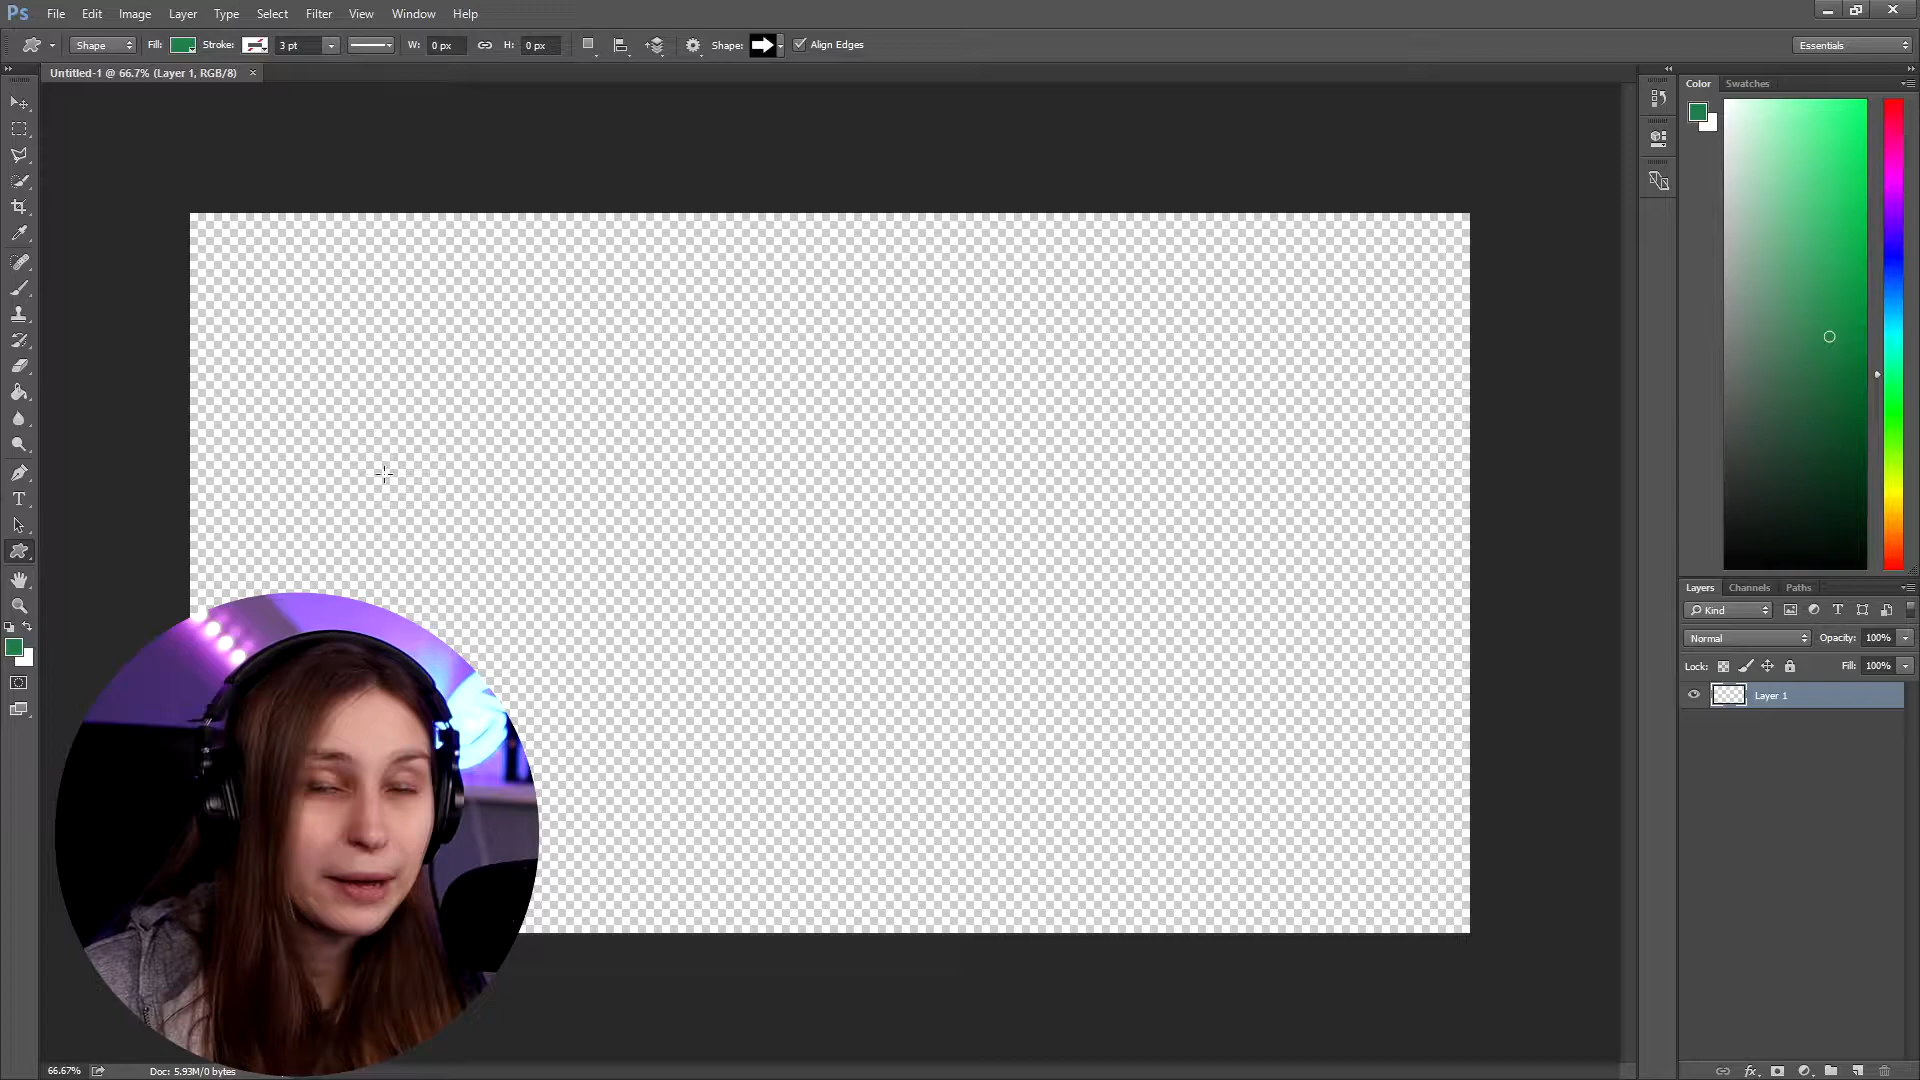 Ps File Edit Image Layer Type Select Filter View Window Help
Shape Fill: Stroke: 3 pt W: 0 px H: 0 px Shape: Align Edges Essentials
Untitled-1 @ 66.7% (Layer 1, RGB/8) ×
Color Swatches
T
Layers Channels Paths
Kind T
Normal Opacity: 100%
Lock: Fill: 100%
Layer 1
66.67% Doc: 5.93M/0 bytes fx